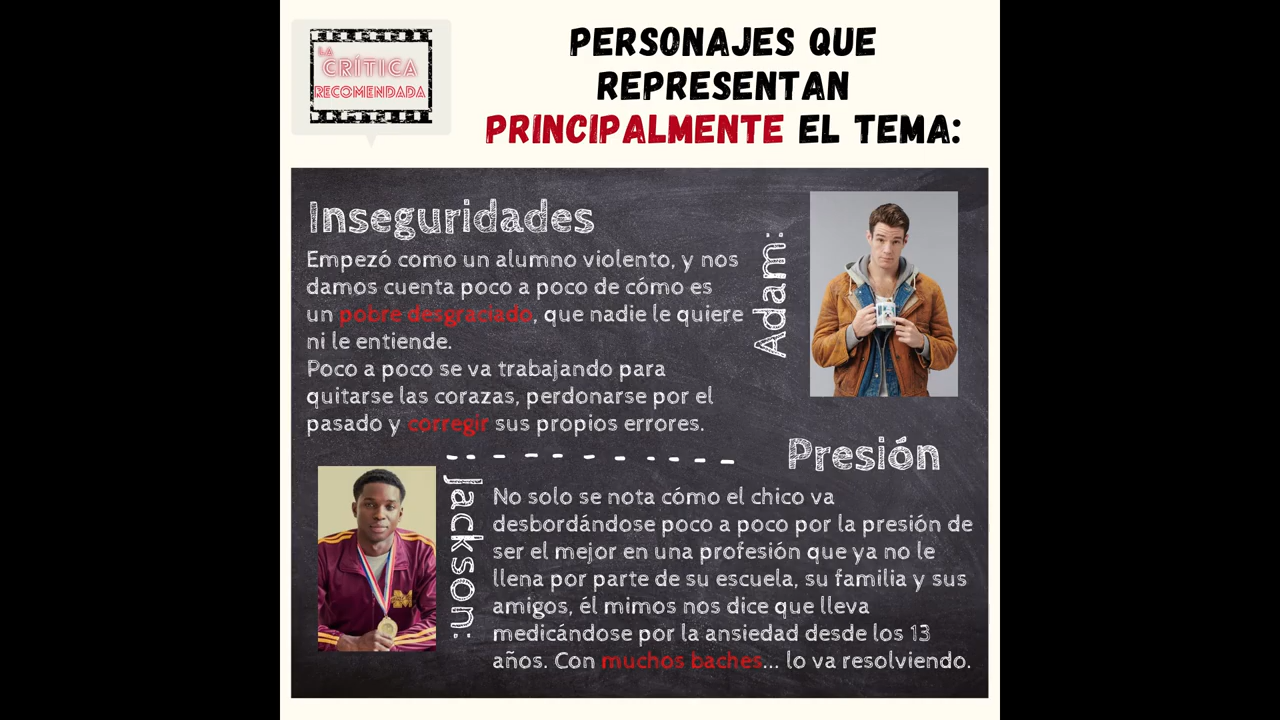 LA
CRÍTICA
RECOMENDADA
PERSONAJES QUE
REPRESENTAN
PRINCIPALMENTE EL TEMA:
Inseguridades
Empezó como un alumno violento, y nos
damos cuenta poco a poco de cómo es
un pobre desgraciado, que nadie le quiere
ni le entiende.
Poco a poco se va trabajando para
quitarse las corazas, perdonarse por el
pasado y corregir sus propios errores.
Adam:
Presión
Jackson:
No solo se nota cómo el chico va
desbordándose poco a poco por la presión de
ser el mejor en una profesión que ya no le
llena por parte de su escuela, su familia y sus
amigos, él mimos nos dice que lleva
medicándose por la ansiedad desde los 13
años. Con muchos baches... lo va resolviendo.